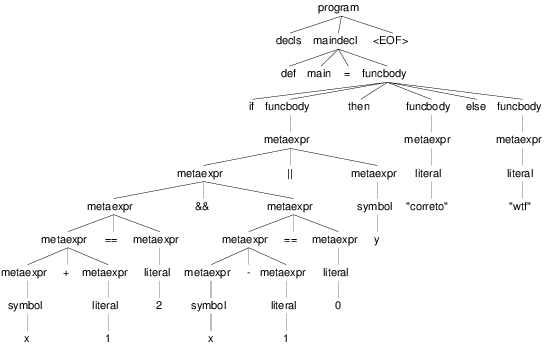 program
decls maindecl <EOF>
def main = funcbody
if funcbody then funcbody else funcbody
metaexpr metaexpr metaexpr
metaexpr || metaexpr literal literal
metaexpr && metaexpr symbol "correto" "wtf"
metaexpr == metaexpr metaexpr == metaexpr y
metaexpr + metaexpr literal metaexpr - metaexpr literal
symbol literal 2 symbol literal 0
x 1 x 1